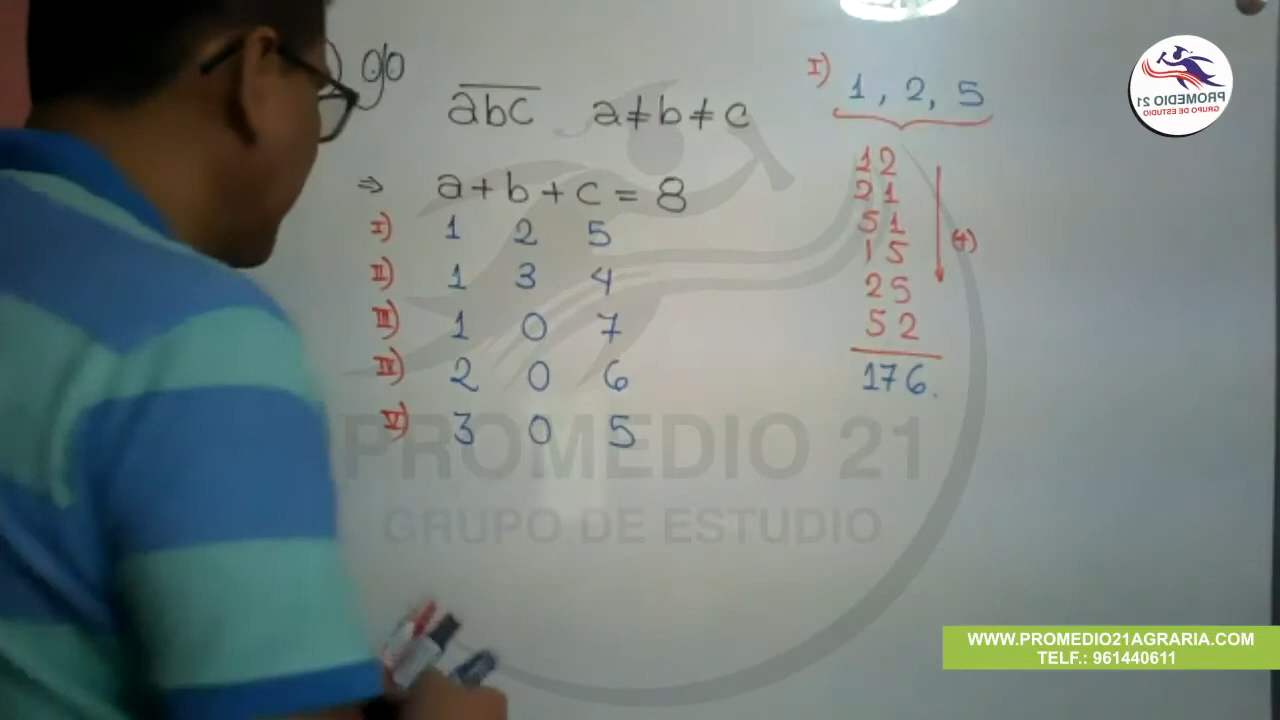 ) go
abc a≠b≠c
⇒ a+b+c=8
I) 1 2 5
II) 1 3 4
III) 1 0 7
IV) 2 0 6
V) 3 0 5
I) 1, 2, 5
12
21
51
15
25
52
(+)
176.
PROMEDIO 21
GRUPO DE ESTUDIO
PROMEDIO 21
GRUPO DE ESTUDIO
WWW.PROMEDIO21AGRARIA.COM
TELF.: 961440611